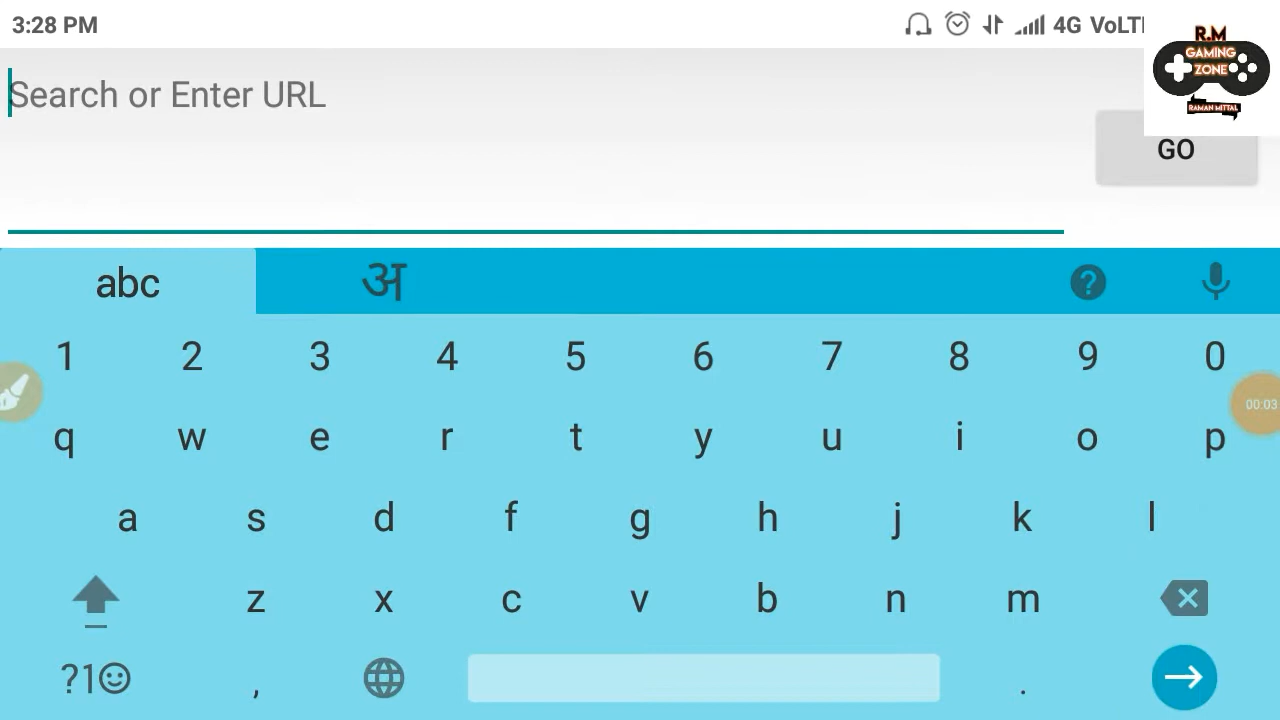 3:28 PM
4G VoLT
R.M
GAMING
ZONE
RAMAN MITTAL
Search or Enter URL
GO
abc
अ
?
1 2 3 4 5 6 7 8 9 0
q w e r t y u i o p
00:03
a s d f g h j k l
z x c v b n m
?1☺ , .